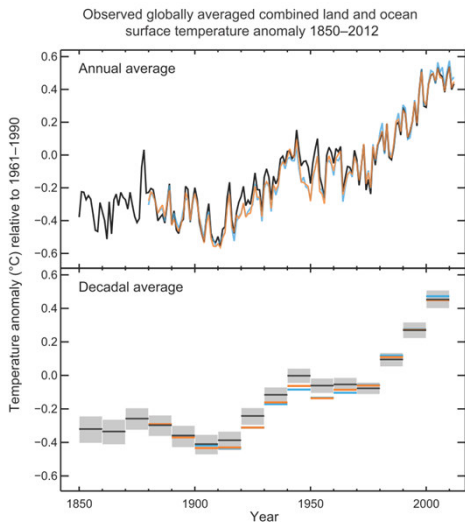 Observed globally averaged combined land and ocean
surface temperature anomaly 1850–2012
Annual average
0.6
0.4
0.2
0.0
−0.2
−0.4
−0.6
Temperature anomaly (°C) relative to 1961–1990
Decadal average
0.4
0.2
0.0
−0.2
−0.4
−0.6
1850
1900
1950
2000
Year